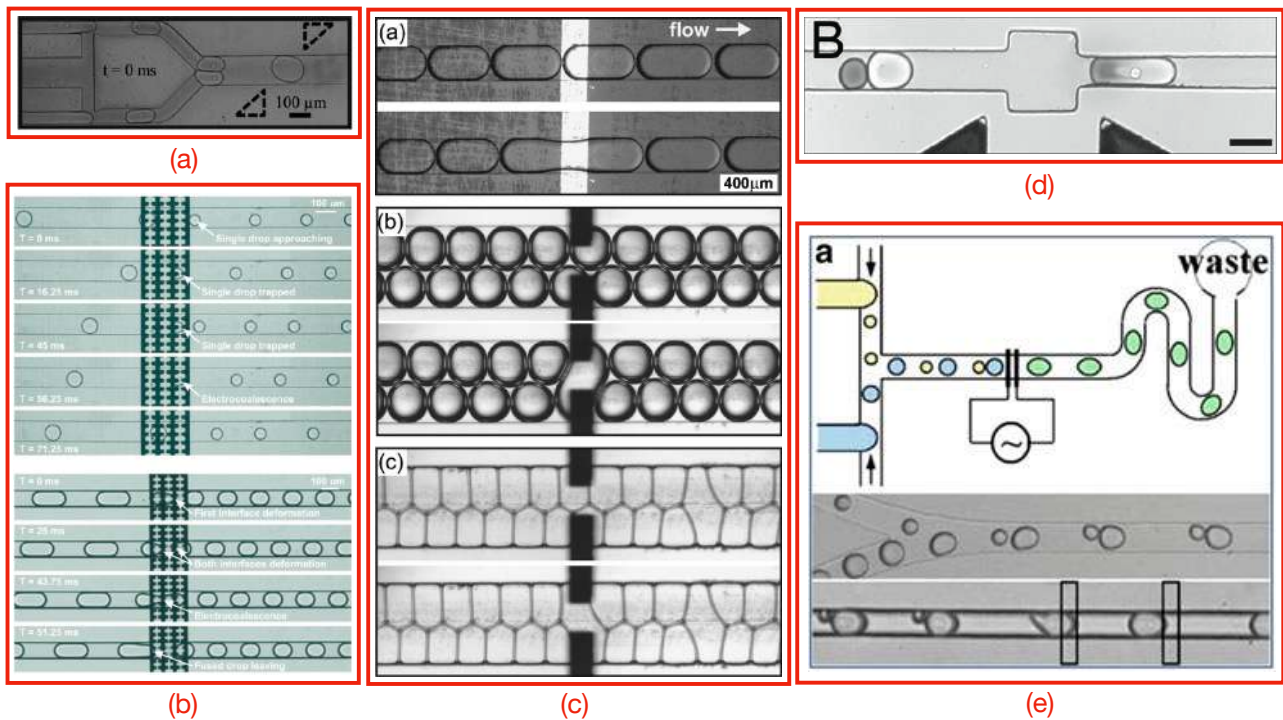 t = 0 ms
100 µm
(a)
100 µm
Single drop approaching
T = 0 ms
Single drop trapped
T = 16.25 ms
Single drop trapped
T = 45 ms
Electrocoalescence
T = 56.25 ms
T = 71.25 ms
T = 0 ms
100 µm
First interface deformation
T = 25 ms
Both interfaces deformation
T = 43.75 ms
Electrocoalescence
T = 51.25 ms
Fused drop leaving
(b)
(a)
flow
400µm
(b)
(c)
(c)
B
(d)
a
waste
~
(e)